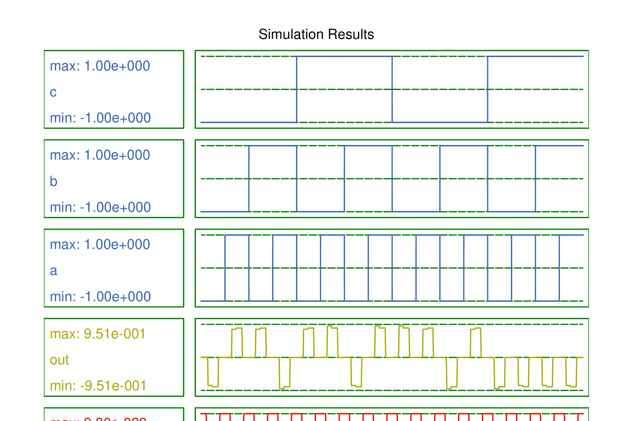 Simulation Results
max: 1.00e+000
c
min: -1.00e+000
max: 1.00e+000
b
min: -1.00e+000
max: 1.00e+000
a
min: -1.00e+000
max: 9.51e-001
out
min: -9.51e-001
max: